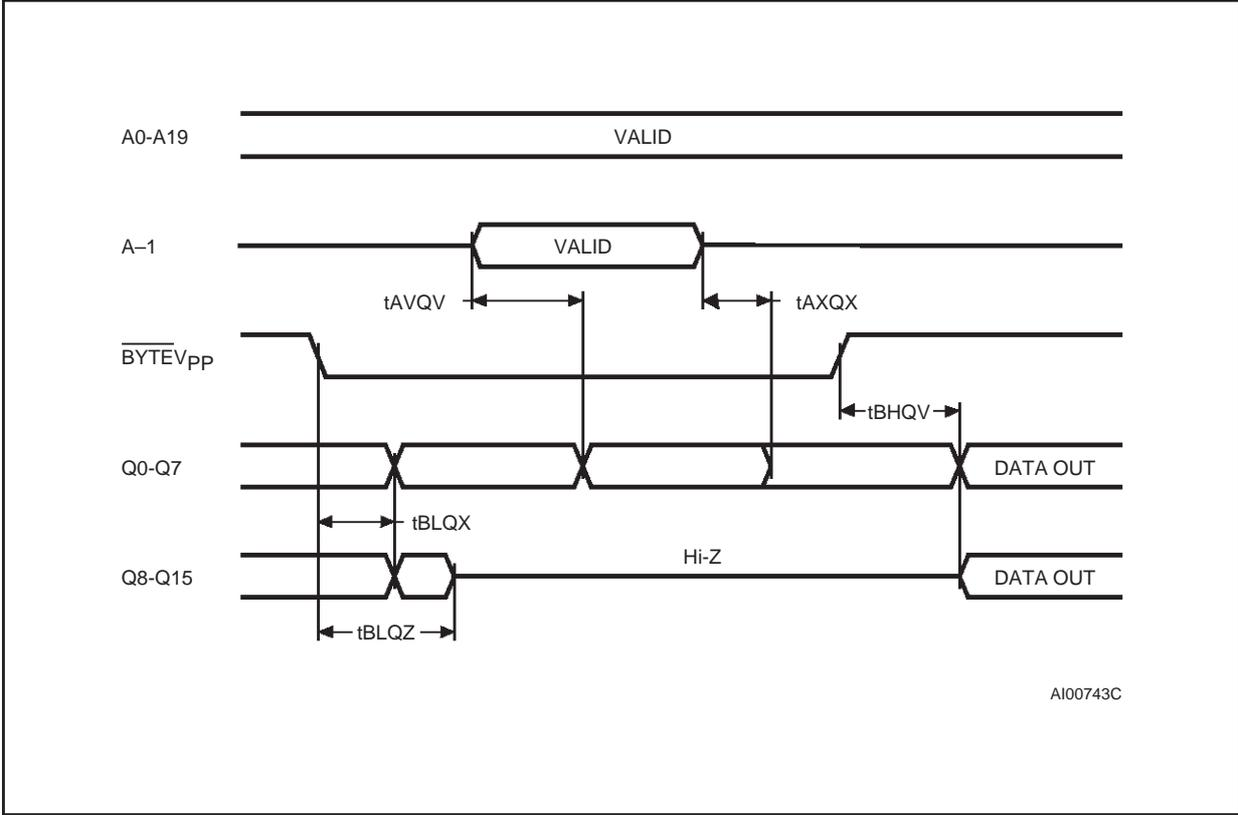 A0-A19
VALID
A–1
VALID
tAVQV
tAXQX
BYTEVPP
tBHQV
Q0-Q7
DATA OUT
tBLQX
Hi-Z
Q8-Q15
DATA OUT
tBLQZ
AI00743C